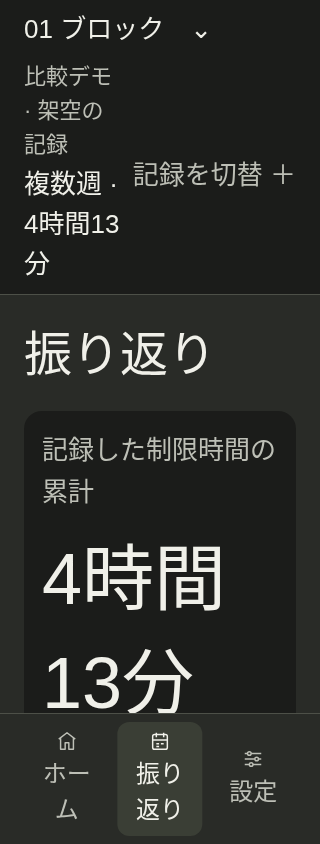 01 ブロック
比較デモ
· 架空の
記録
複数週 ·
4時間13
分
記録を切替 ＋
振り返り
記録した制限時間の
累計
4時間
13分
ホー
ム
振り
返り
設定